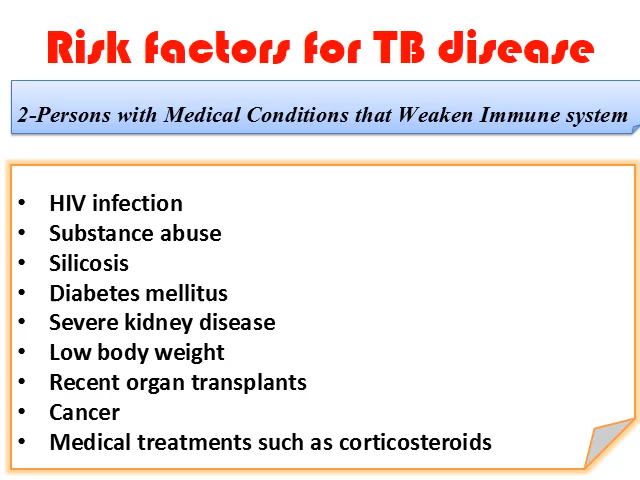 Risk factors for TB disease
2-Persons with Medical Conditions that Weaken Immune system
• HIV infection
• Substance abuse
• Silicosis
• Diabetes mellitus
• Severe kidney disease
• Low body weight
• Recent organ transplants
• Cancer
• Medical treatments such as corticosteroids